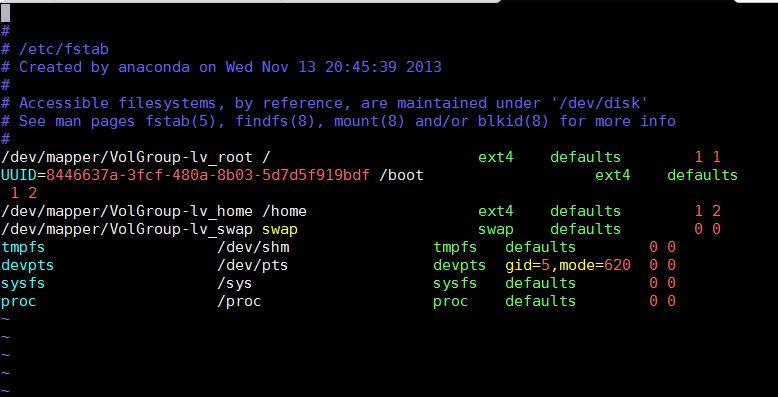 #
# /etc/fstab
# Created by anaconda on Wed Nov 13 20:45:39 2013
#
# Accessible filesystems, by reference, are maintained under '/dev/disk'
# See man pages fstab(5), findfs(8), mount(8) and/or blkid(8) for more info
#
/dev/mapper/VolGroup-lv_root /                       ext4    defaults        1 1
UUID=8446637a-3fcf-480a-8b03-5d7d5f919bdf /boot                   ext4    defaults
 1 2
/dev/mapper/VolGroup-lv_home /home                   ext4    defaults        1 2
/dev/mapper/VolGroup-lv_swap swap                    swap    defaults        0 0
tmpfs                   /dev/shm                tmpfs   defaults        0 0
devpts                  /dev/pts                devpts  gid=5,mode=620  0 0
sysfs                   /sys                    sysfs   defaults        0 0
proc                    /proc                   proc    defaults        0 0
~
~
~
~
~